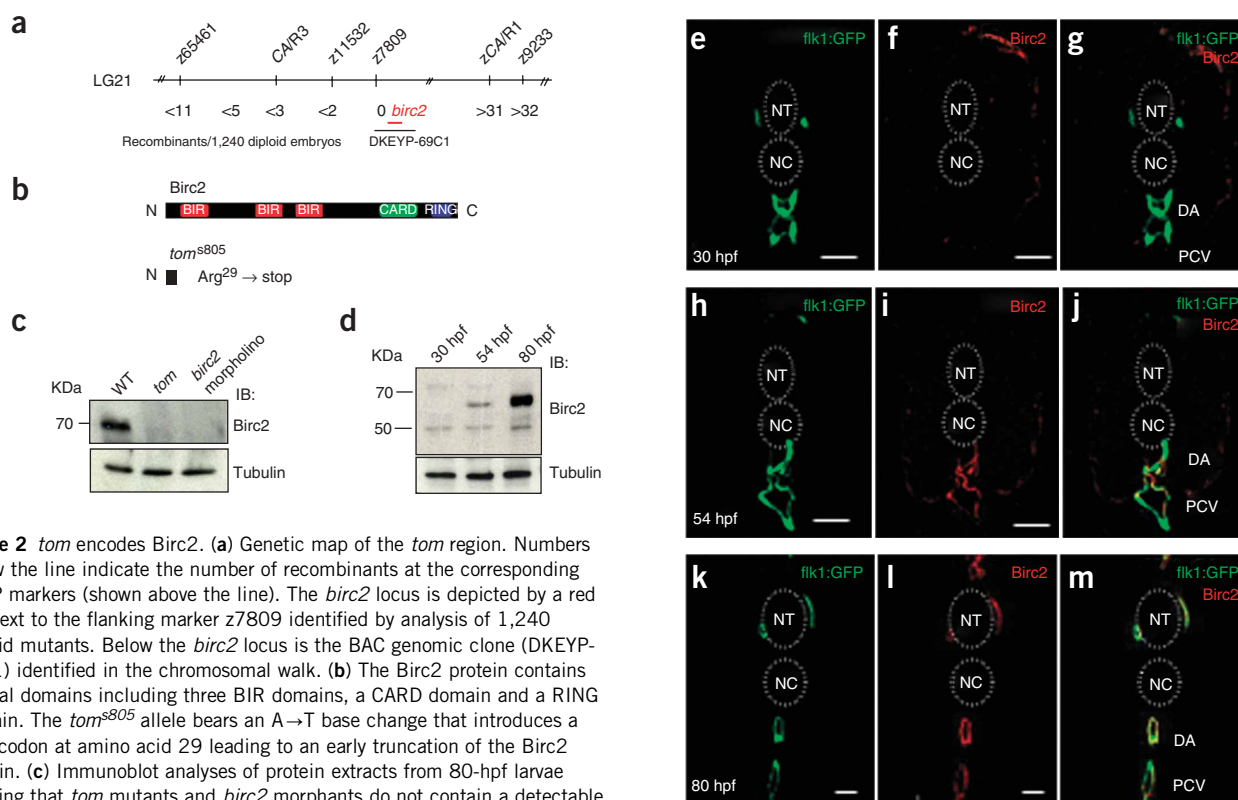 a
z65461 CA/R3 z11532 z7809 zCA/R1 z9233
LG21
<11 <5 <3 <2 0 birc2 >31 >32
Recombinants/1,240 diploid embryos DKEYP-69C1
b
Birc2
N BIR BIR BIR CARD RING C
tom^s805
N Arg^29 → stop
c
KDa WT tom birc2 morpholino IB:
70 Birc2
Tubulin
d
KDa 30 hpf 54 hpf 80 hpf IB:
70
Birc2
50
Tubulin
e 2 tom encodes Birc2. (a) Genetic map of the tom region. Numbers
w the line indicate the number of recombinants at the corresponding
P markers (shown above the line). The birc2 locus is depicted by a red
ext to the flanking marker z7809 identified by analysis of 1,240
id mutants. Below the birc2 locus is the BAC genomic clone (DKEYP-
1) identified in the chromosomal walk. (b) The Birc2 protein contains
al domains including three BIR domains, a CARD domain and a RING
ain. The tom^s805 allele bears an A→T base change that introduces a
codon at amino acid 29 leading to an early truncation of the Birc2
in. (c) Immunoblot analyses of protein extracts from 80-hpf larvae
ing that tom mutants and birc2 morphants do not contain a detectable
e flk1:GFP
NT
NC
30 hpf
f Birc2
NT
NC
g flk1:GFP
Birc2
NT
NC
DA
PCV
h flk1:GFP
NT
NC
54 hpf
i Birc2
NT
NC
j flk1:GFP
Birc2
NT
NC
DA
PCV
k flk1:GFP
NT
NC
80 hpf
l Birc2
NT
NC
m flk1:GFP
Birc2
NT
NC
DA
PCV